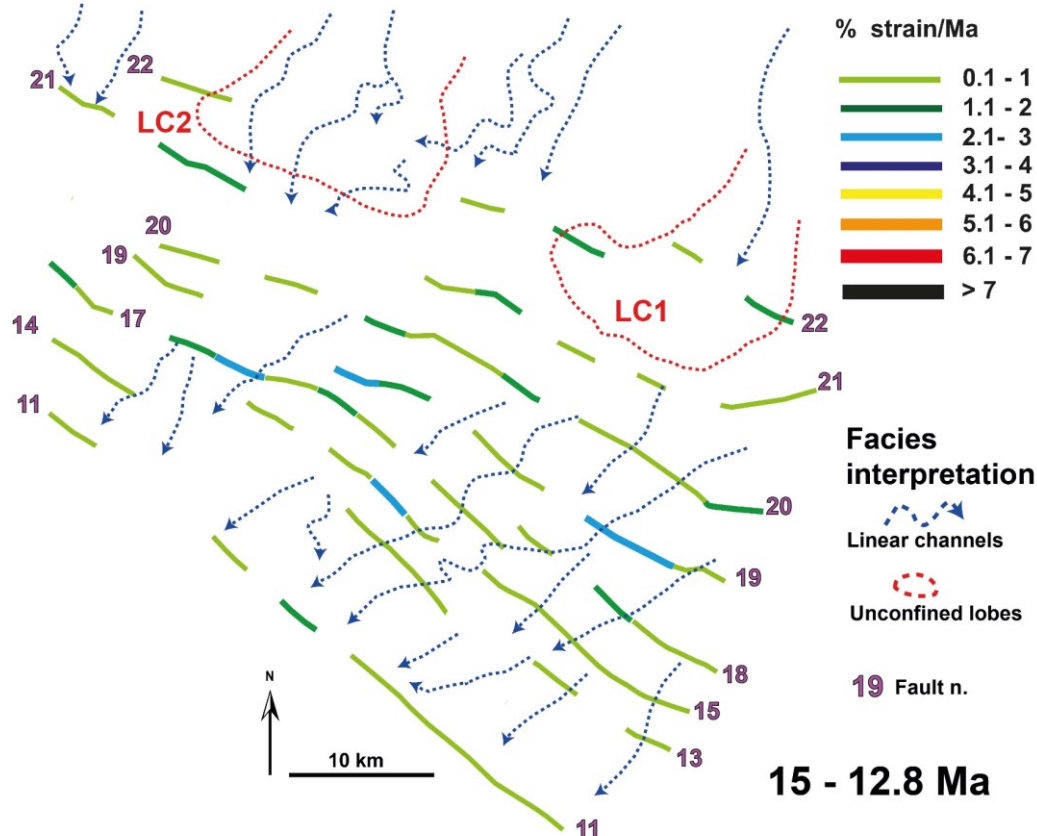 % strain/Ma
0.1 - 1
1.1 - 2
2.1- 3
3.1 - 4
4.1 - 5
5.1 - 6
6.1 - 7
> 7
21
22
LC2
20
19
17
14
11
LC1
22
21
20
19
18
15
13
11
Facies
interpretation
Linear channels
Unconfined lobes
19 Fault n.
N
10 km
15 - 12.8 Ma